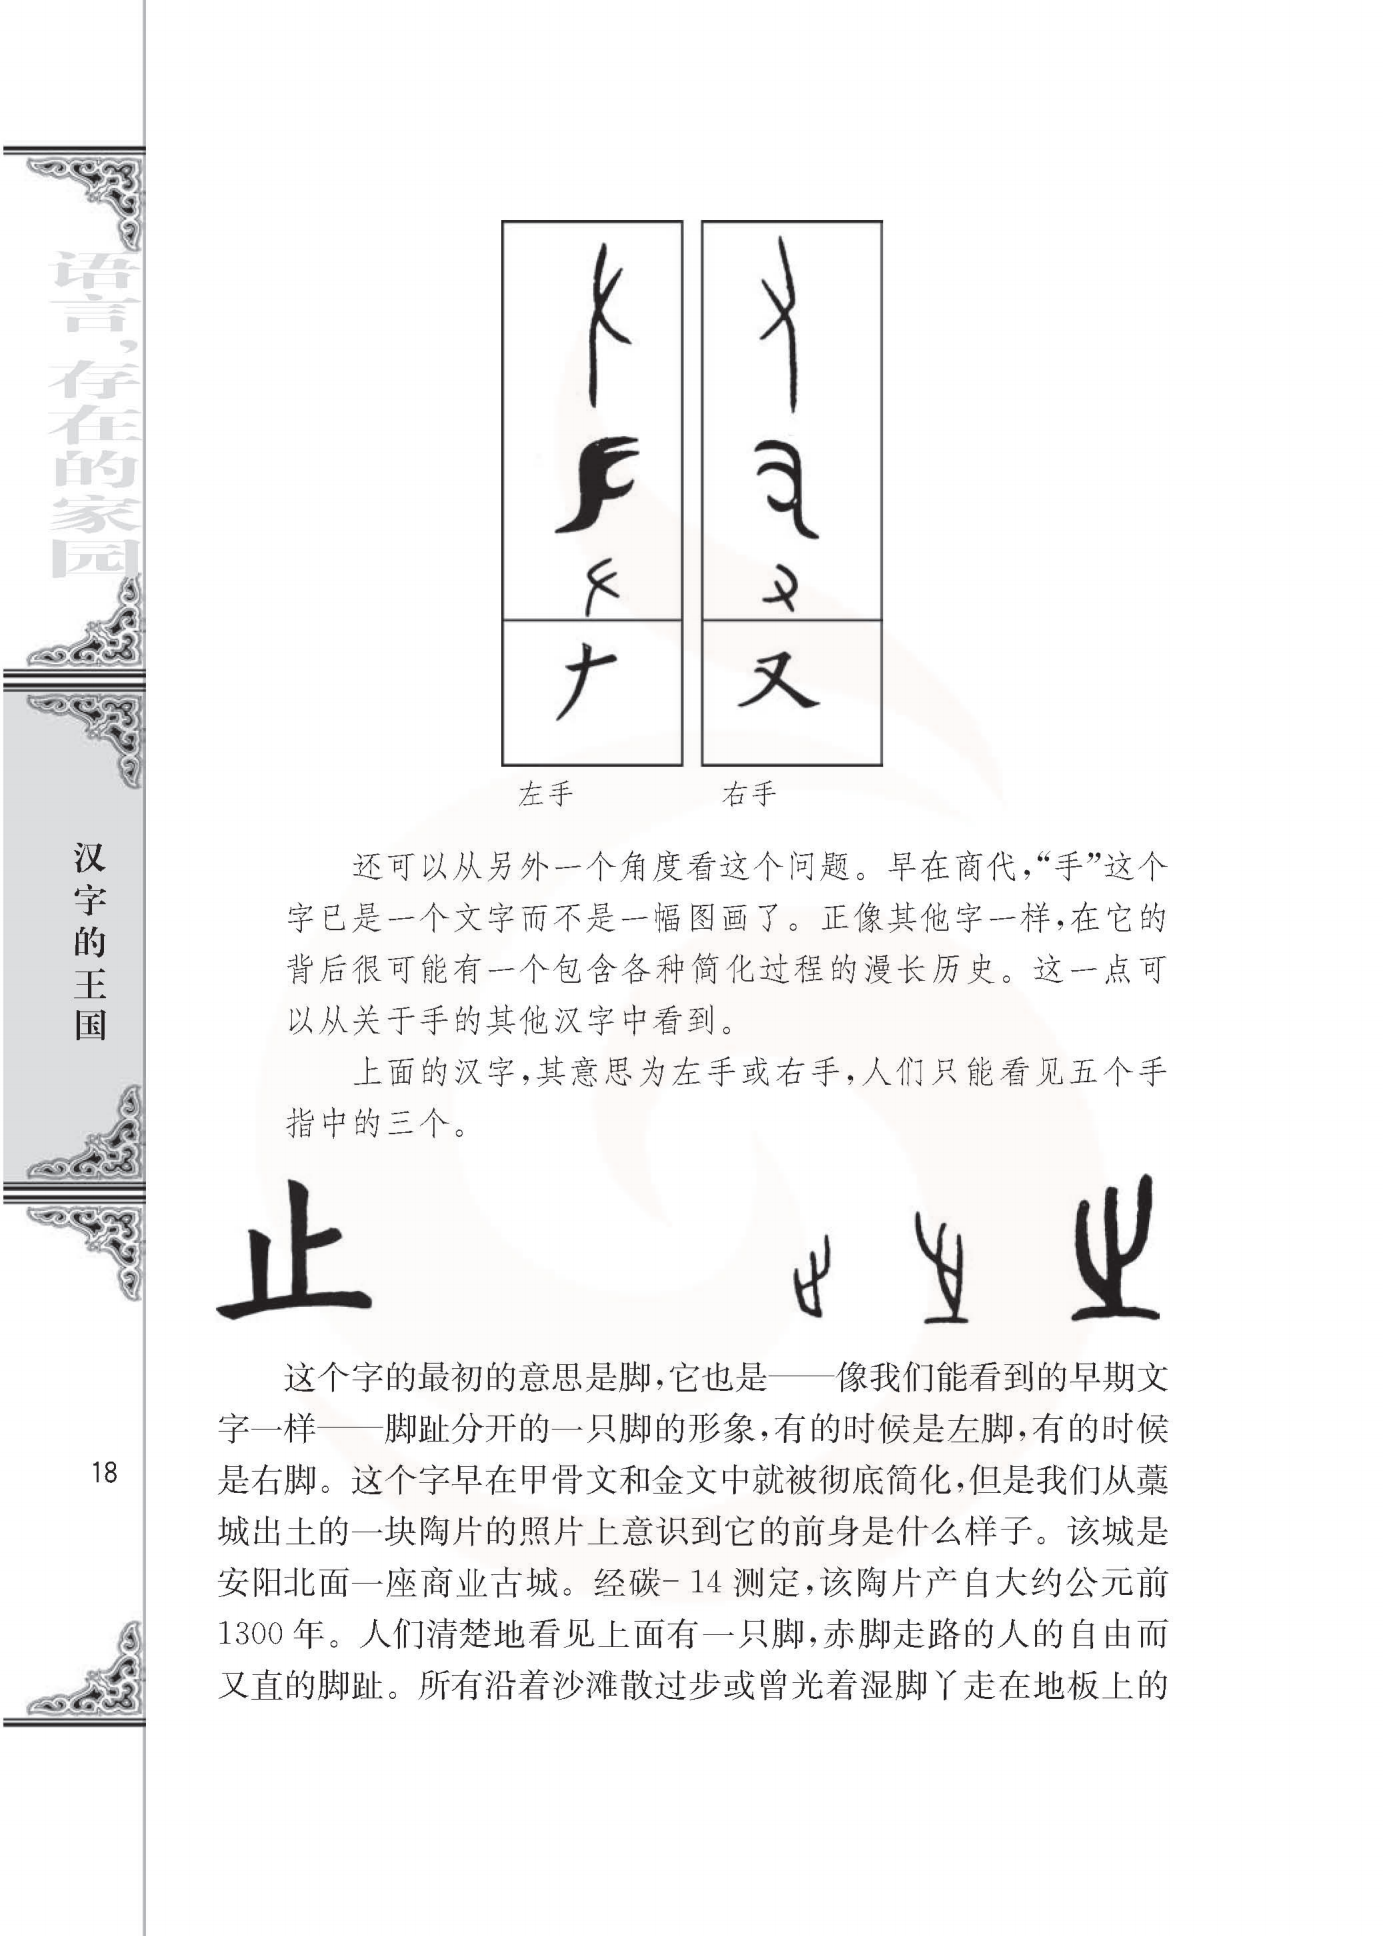 语言，存在的家园
汉字的王国
18
𠂇
又
左手
右手
还可以从另外一个角度看这个问题。早在商代，“手”这个
字已是一个文字而不是一幅图画了。正像其他字一样，在它的
背后很可能有一个包含各种简化过程的漫长历史。这一点可
以从关于手的其他汉字中看到。
上面的汉字，其意思为左手或右手，人们只能看见五个手
指中的三个。
止
这个字的最初的意思是脚，它也是——像我们能看到的早期文
字一样——脚趾分开的一只脚的形象，有的时候是左脚，有的时候
是右脚。这个字早在甲骨文和金文中就被彻底简化，但是我们从藁
城出土的一块陶片的照片上意识到它的前身是什么样子。该城是
安阳北面一座商业古城。经碳-14测定，该陶片产自大约公元前
1300年。人们清楚地看见上面有一只脚，赤脚走路的人的自由而
又直的脚趾。所有沿着沙滩散过步或曾光着湿脚丫走在地板上的